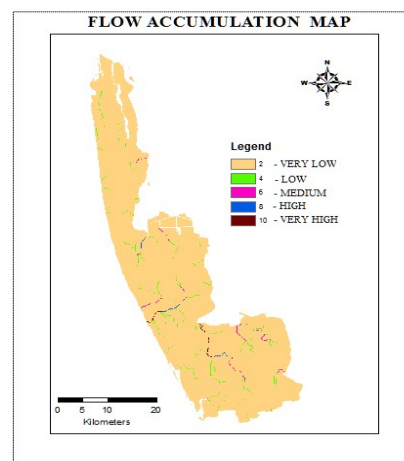 FLOW ACCUMULATION MAP
N
W E
S
Legend
2 - VERY LOW
4 - LOW
6 - MEDIUM
8 - HIGH
10 - VERY HIGH
0 5 10 20
Kilometers